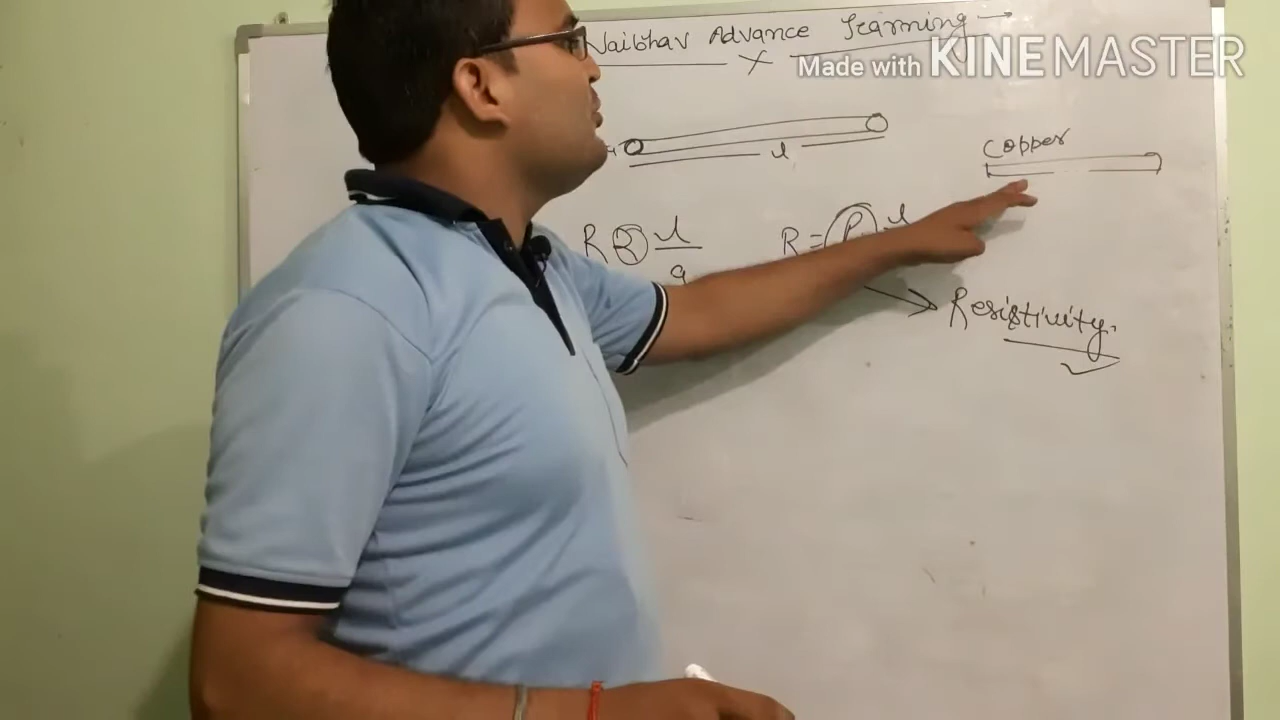 Vaibhav Advance Learning
Made with KINEMASTER
Copper
l
R ∝ l
a
R = ρ l
Resistivity.